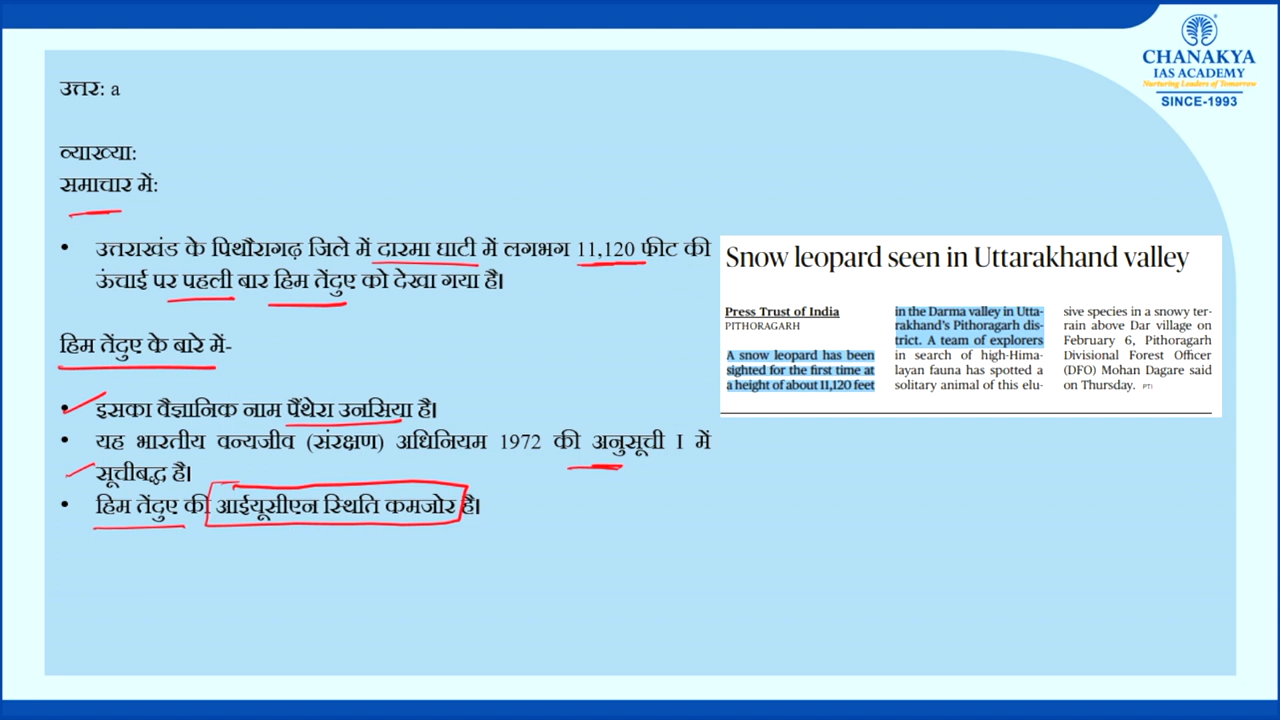 CHANAKYA
IAS ACADEMY
Nurturing Leaders of Tomorrow
SINCE-1993
उत्तर: a
व्याख्या:
समाचार में:
• उत्तराखंड के पिथौरागढ़ जिले में दारमा घाटी में लगभग 11,120 फीट की
ऊंचाई पर पहली बार हिम तेंदुए को देखा गया है।
हिम तेंदुए के बारे में-
• इसका वैज्ञानिक नाम पैंथेरा उनसिया है।
• यह भारतीय वन्यजीव (संरक्षण) अधिनियम 1972 की अनुसूची I में
सूचीबद्ध है।
• हिम तेंदुए की आईयूसीएन स्थिति कमजोर है।
Snow leopard seen in Uttarakhand valley
Press Trust of India
PITHORAGARH
A snow leopard has been
sighted for the first time at
a height of about 11,120 feet
in the Darma valley in Utta-
rakhand's Pithoragarh dis-
trict. A team of explorers
in search of high-Hima-
layan fauna has spotted a
solitary animal of this elu-
sive species in a snowy ter-
rain above Dar village on
February 6, Pithoragarh
Divisional Forest Officer
(DFO) Mohan Dagare said
on Thursday. PTI